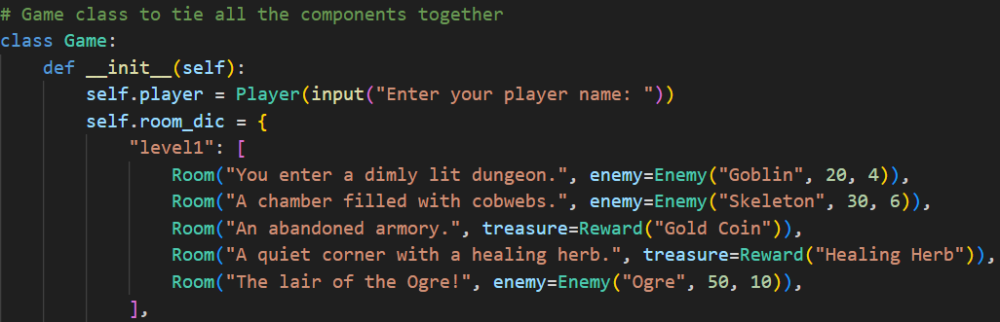 # Game class to tie all the components together
class Game:
    def __init__(self):
        self.player = Player(input("Enter your player name: "))
        self.room_dic = {
            "level1": [
                Room("You enter a dimly lit dungeon.", enemy=Enemy("Goblin", 20, 4)),
                Room("A chamber filled with cobwebs.", enemy=Enemy("Skeleton", 30, 6)),
                Room("An abandoned armory.", treasure=Reward("Gold Coin")),
                Room("A quiet corner with a healing herb.", treasure=Reward("Healing Herb")),
                Room("The lair of the Ogre!", enemy=Enemy("Ogre", 50, 10)),
            ],